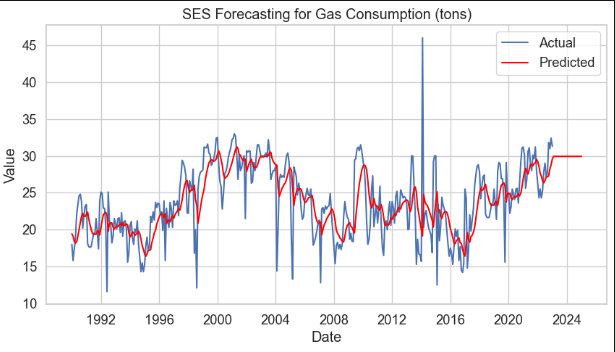 SES Forecasting for Gas Consumption (tons)
Actual
Predicted
45
40
35
30
25
20
15
10
Value
1992 1996 2000 2004 2008 2012 2016 2020 2024
Date